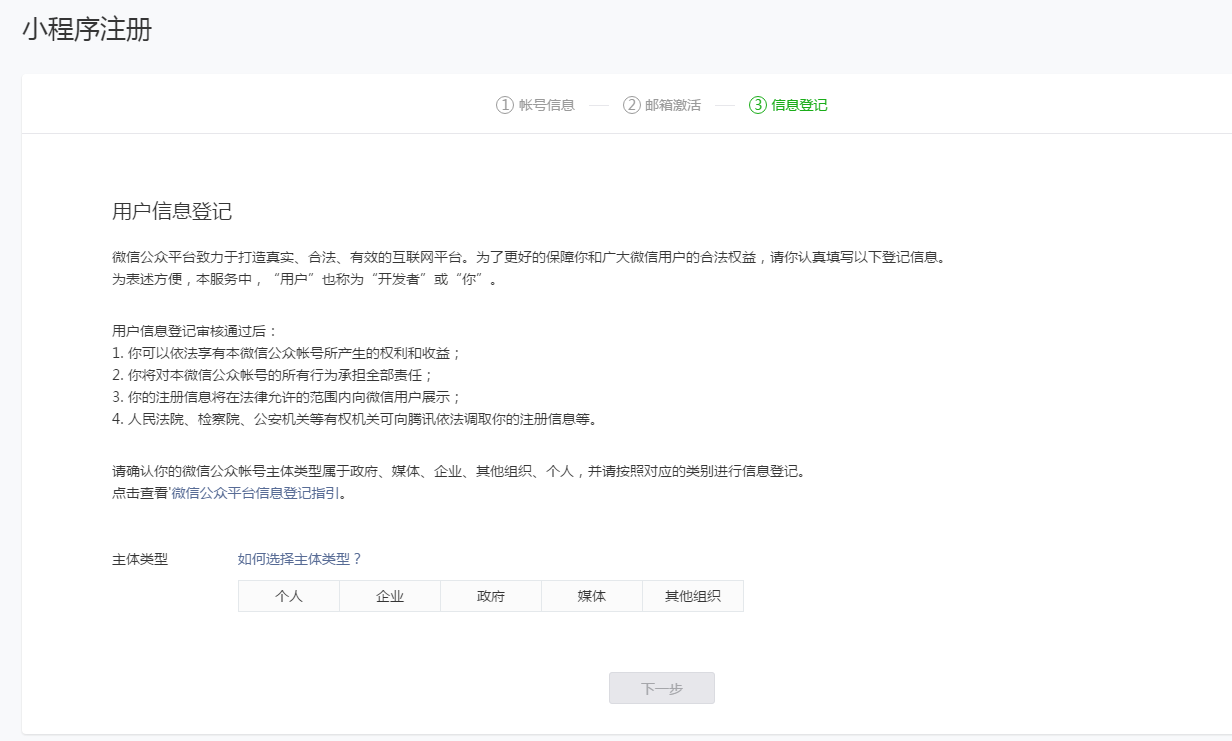 小程序注册
① 帐号信息 ② 邮箱激活 ③ 信息登记
用户信息登记
微信公众平台致力于打造真实、合法、有效的互联网平台。为了更好的保障你和广大微信用户的合法权益，请你认真填写以下登记信息。
为表述方便，本服务中，“用户”也称为“开发者”或“你”。
用户信息登记审核通过后：
1. 你可以依法享有本微信公众帐号所产生的权利和收益；
2. 你将对本微信公众帐号的所有行为承担全部责任；
3. 你的注册信息将在法律允许的范围内向微信用户展示；
4. 人民法院、检察院、公安机关等有权机关可向腾讯依法调取你的注册信息等。
请确认你的微信公众帐号主体类型属于政府、媒体、企业、其他组织、个人，并请按照对应的类别进行信息登记。
点击查看'微信公众平台信息登记指引。
主体类型 如何选择主体类型？
个人 企业 政府 媒体 其他组织
下一步